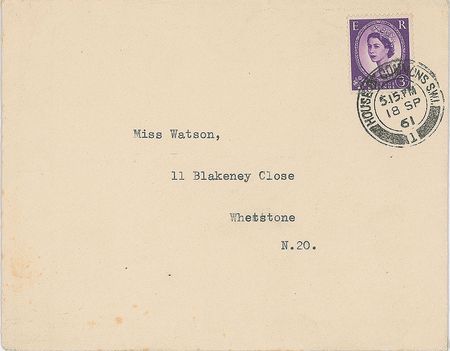 E R
3D
HOUSE OF COMMONS S.W.1.
5.15 PM
18 SP
61
Miss Watson,
11 Blakeney Close
Whetstone
N.20.